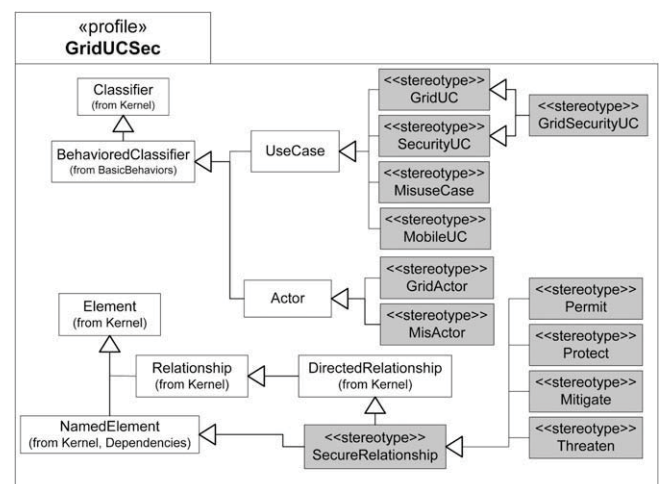 «profile»
GridUCSec
Classifier
(from Kernel)
BehavioredClassifier
(from BasicBehaviors)
UseCase
<<stereotype>>
GridUC
<<stereotype>>
SecurityUC
<<stereotype>>
GridSecurityUC
<<stereotype>>
MisuseCase
<<stereotype>>
MobileUC
Actor
<<stereotype>>
GridActor
<<stereotype>>
MisActor
Element
(from Kernel)
Relationship
(from Kernel)
DirectedRelationship
(from Kernel)
NamedElement
(from Kernel, Dependencies)
<<stereotype>>
SecureRelationship
<<stereotype>>
Permit
<<stereotype>>
Protect
<<stereotype>>
Mitigate
<<stereotype>>
Threaten